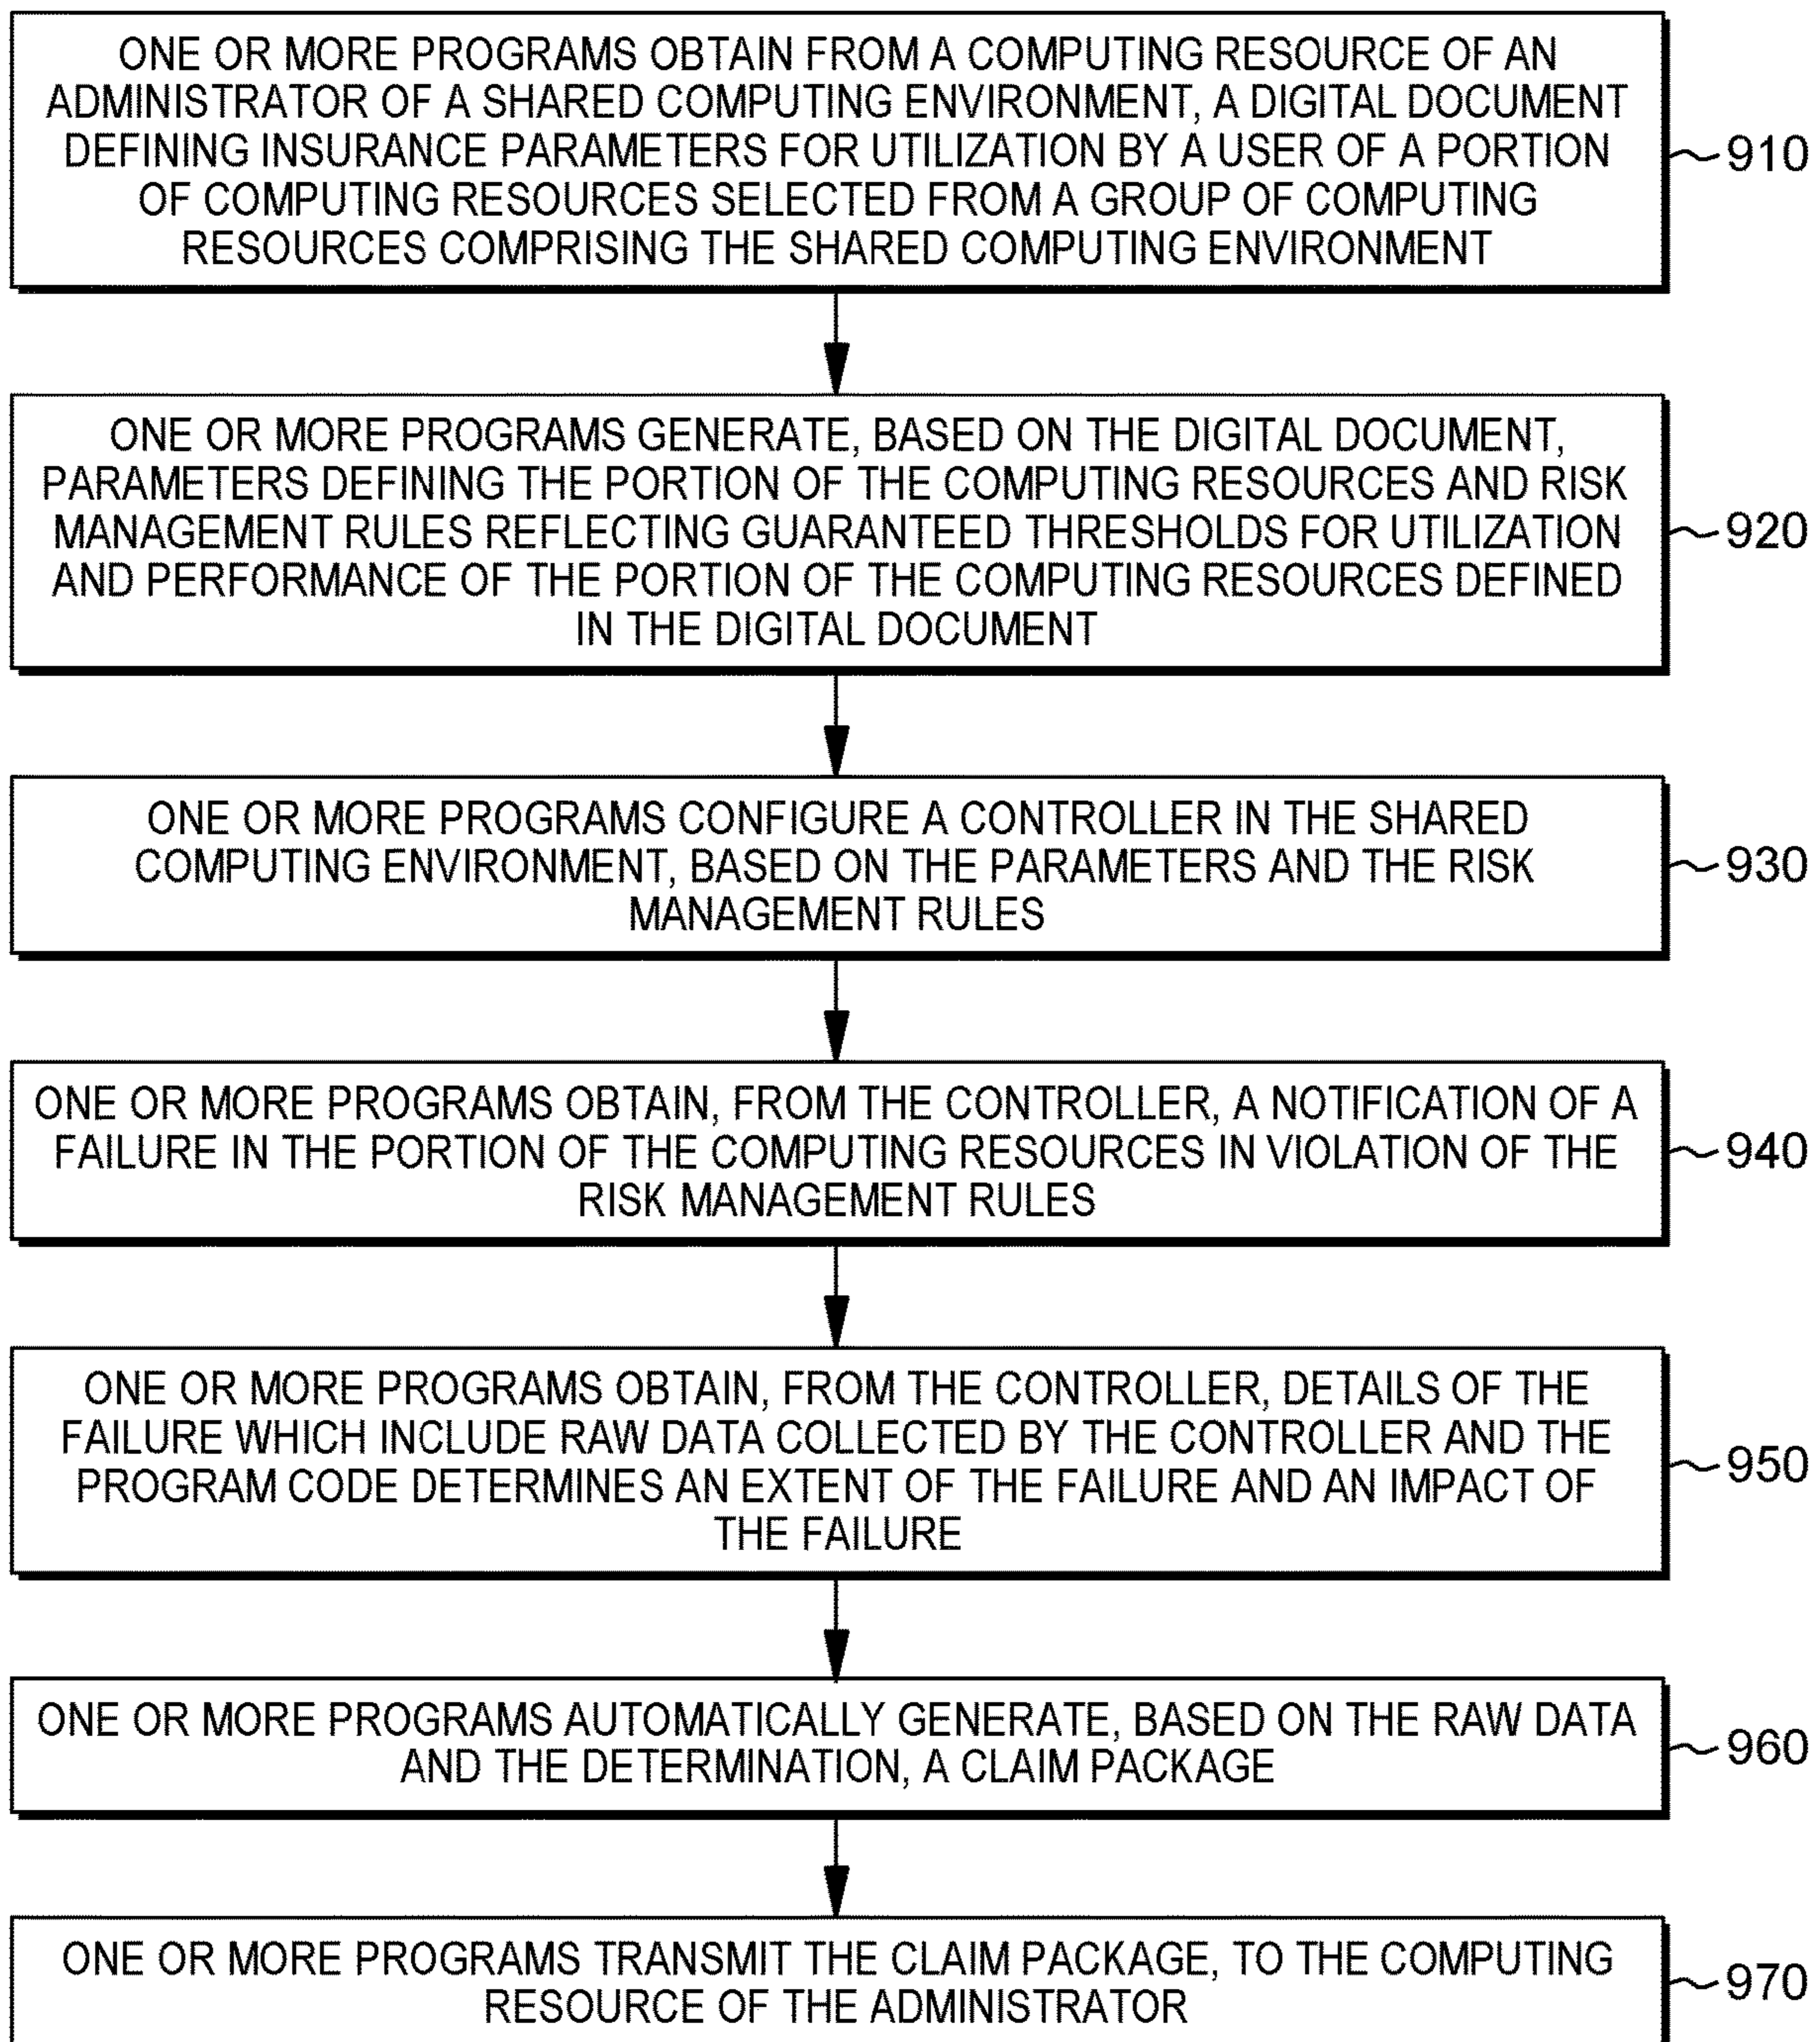 ONE OR MORE PROGRAMS OBTAIN FROM A COMPUTING RESOURCE OF AN
ADMINISTRATOR OF A SHARED COMPUTING ENVIRONMENT, A DIGITAL DOCUMENT
DEFINING INSURANCE PARAMETERS FOR UTILIZATION BY A USER OF A PORTION
OF COMPUTING RESOURCES SELECTED FROM A GROUP OF COMPUTING
RESOURCES COMPRISING THE SHARED COMPUTING ENVIRONMENT
910
ONE OR MORE PROGRAMS GENERATE, BASED ON THE DIGITAL DOCUMENT,
PARAMETERS DEFINING THE PORTION OF THE COMPUTING RESOURCES AND RISK
MANAGEMENT RULES REFLECTING GUARANTEED THRESHOLDS FOR UTILIZATION
AND PERFORMANCE OF THE PORTION OF THE COMPUTING RESOURCES DEFINED
IN THE DIGITAL DOCUMENT
920
ONE OR MORE PROGRAMS CONFIGURE A CONTROLLER IN THE SHARED
COMPUTING ENVIRONMENT, BASED ON THE PARAMETERS AND THE RISK
MANAGEMENT RULES
930
ONE OR MORE PROGRAMS OBTAIN, FROM THE CONTROLLER, A NOTIFICATION OF A
FAILURE IN THE PORTION OF THE COMPUTING RESOURCES IN VIOLATION OF THE
RISK MANAGEMENT RULES
940
ONE OR MORE PROGRAMS OBTAIN, FROM THE CONTROLLER, DETAILS OF THE
FAILURE WHICH INCLUDE RAW DATA COLLECTED BY THE CONTROLLER AND THE
PROGRAM CODE DETERMINES AN EXTENT OF THE FAILURE AND AN IMPACT OF
THE FAILURE
950
ONE OR MORE PROGRAMS AUTOMATICALLY GENERATE, BASED ON THE RAW DATA
AND THE DETERMINATION, A CLAIM PACKAGE
960
ONE OR MORE PROGRAMS TRANSMIT THE CLAIM PACKAGE, TO THE COMPUTING
RESOURCE OF THE ADMINISTRATOR
970